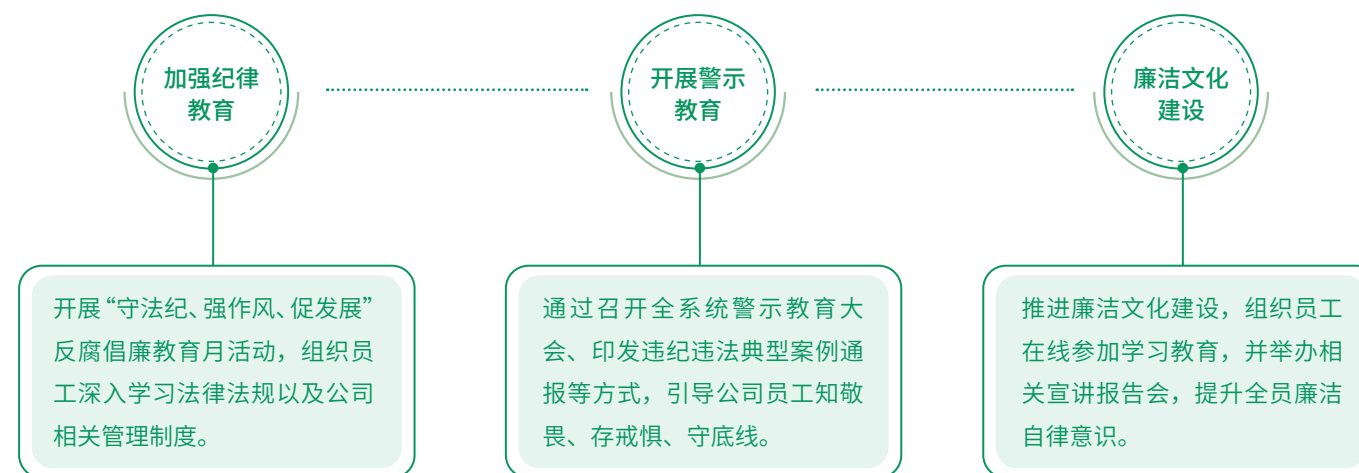 加强纪律
教育
开展警示
教育
廉洁文化
建设
开展“守法纪、强作风、促发展”
反腐倡廉教育月活动，组织员
工深入学习法律法规以及公司
相关管理制度。
通过召开全系统警示教育大
会、印发违纪违法典型案例通
报等方式，引导公司员工知敬
畏、存戒惧、守底线。
推进廉洁文化建设，组织员工
在线参加学习教育，并举办相
关宣讲报告会，提升全员廉洁
自律意识。